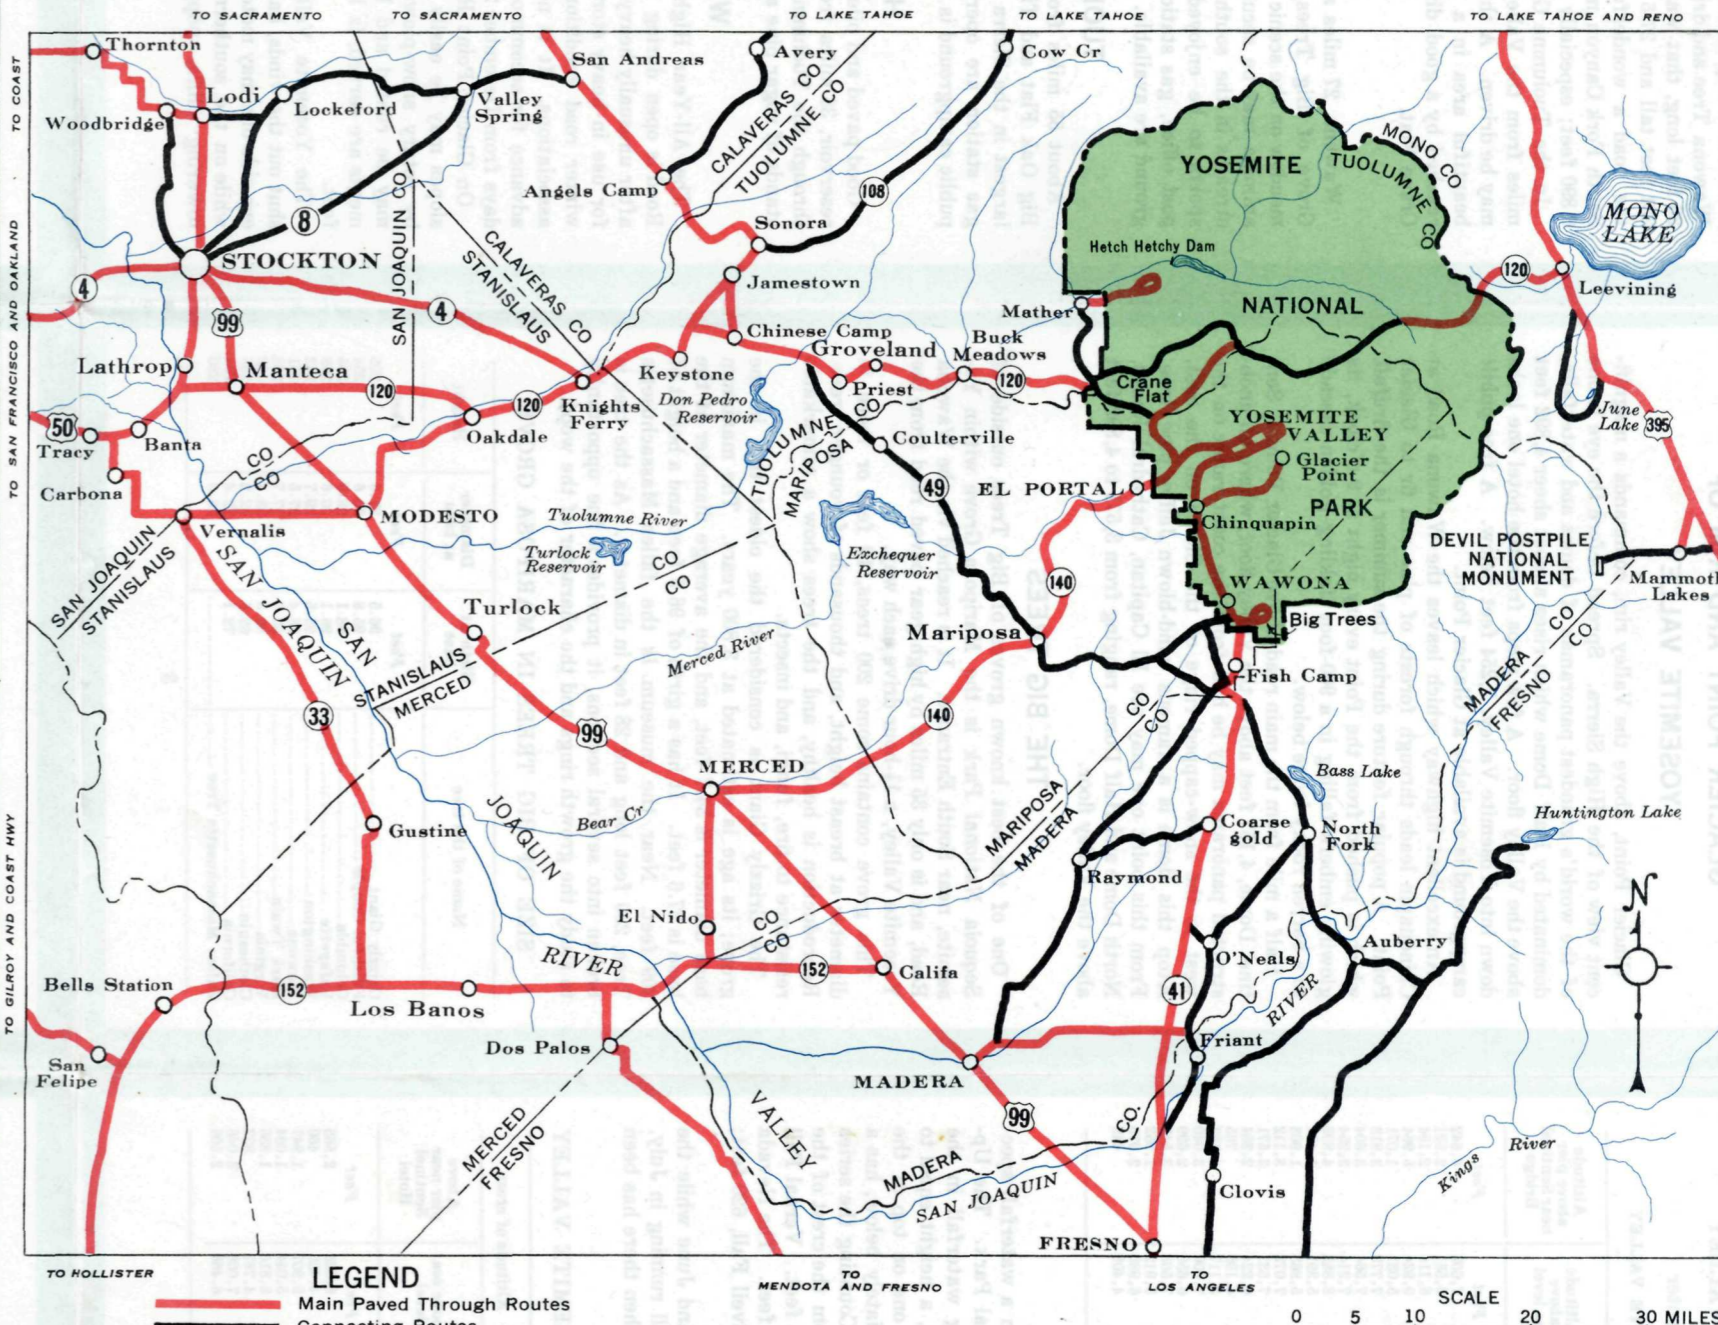 TO SACRAMENTO
TO SACRAMENTO
TO LAKE TAHOE
TO LAKE TAHOE
TO LAKE TAHOE AND RENO
TO COAST
TO SAN FRANCISCO AND OAKLAND
TO GILROY AND COAST HWY
Thornton
Woodbridge
Lodi
Lockeford
Valley
Spring
San Andreas
Avery
Cow Cr
CALAVERAS CO
TUOLUMNE CO
Angels Camp
108
Sonora
8
STOCKTON
SAN JOAQUIN CO
CALAVERAS CO
STANISLAUS
4
4
99
Jamestown
Chinese Camp
Lathrop
Manteca
120
120
Keystone
Groveland
Priest
Buck
Meadows
120
Mather
Hetch Hetchy Dam
YOSEMITE
NATIONAL
PARK
MONO CO
TUOLUMNE CO
MONO
LAKE
120
Leevining
June
Lake
395
50
Tracy
Banta
Carbona
Oakdale
Knights
Ferry
Don Pedro
Reservoir
Crane
Flat
YOSEMITE
VALLEY
Glacier
Point
Chinquapin
WAWONA
Big Trees
CO
CO
TUOLUMNE CO
MARIPOSA
Coulterville
49
EL PORTAL
Vernalis
MODESTO
SAN JOAQUIN
STANISLAUS
Tuolumne River
Turlock
Reservoir
Exchequer
Reservoir
CO
CO
140
DEVIL POSTPILE
NATIONAL
MONUMENT
Mammoth
Lakes
SAN JOAQUIN
SAN
Turlock
STANISLAUS
MERCED
Merced River
Mariposa
Fish Camp
CO
CO
MADERA
FRESNO
33
99
140
CO
CO
MERCED
MARIPOSA
MADERA
Bass Lake
Huntington Lake
Gustine
JOAQUIN
Bear Cr
Coarse
gold
North
Fork
Raymond
El Nido
CO
CO
RIVER
Bells Station
152
Los Banos
152
Califa
O'Neals
Auberry
41
RIVER
N
San
Felipe
Dos Palos
MADERA
Friant
99
CO.
VALLEY
MERCED
FRESNO
MADERA
SAN JOAQUIN
Clovis
Kings River
FRESNO
TO HOLLISTER
TO
MENDOTA AND FRESNO
TO
LOS ANGELES
LEGEND
Main Paved Through Routes
Connecting Routes
SCALE
0 5 10 20 30 MILES